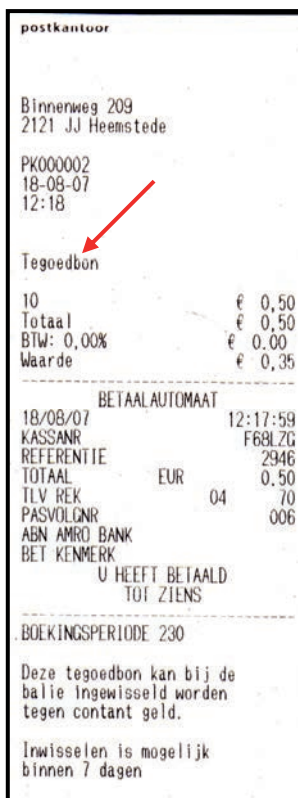 postkantoor
Binnenweg 209
2121 JJ Heemstede
PK000002
18-08-07
12:18
Tegoedbon
10 € 0,50
Totaal € 0,50
BTW: 0,00% € 0.00
Waarde € 0,35
BETAALAUTOMAAT
18/08/07 12:17:59
KASSANR F68LZG
REFERENTIE 2946
TOTAAL EUR 0.50
TLV REK 04 70
PASVOLGNR 006
ABN AMRO BANK
BET KENMERK
U HEEFT BETAALD
TOT ZIENS
BOEKINGSPERIODE 230
Deze tegoedbon kan bij de
balie ingewisseld worden
tegen contant geld.
Inwisselen is mogelijk
binnen 7 dagen